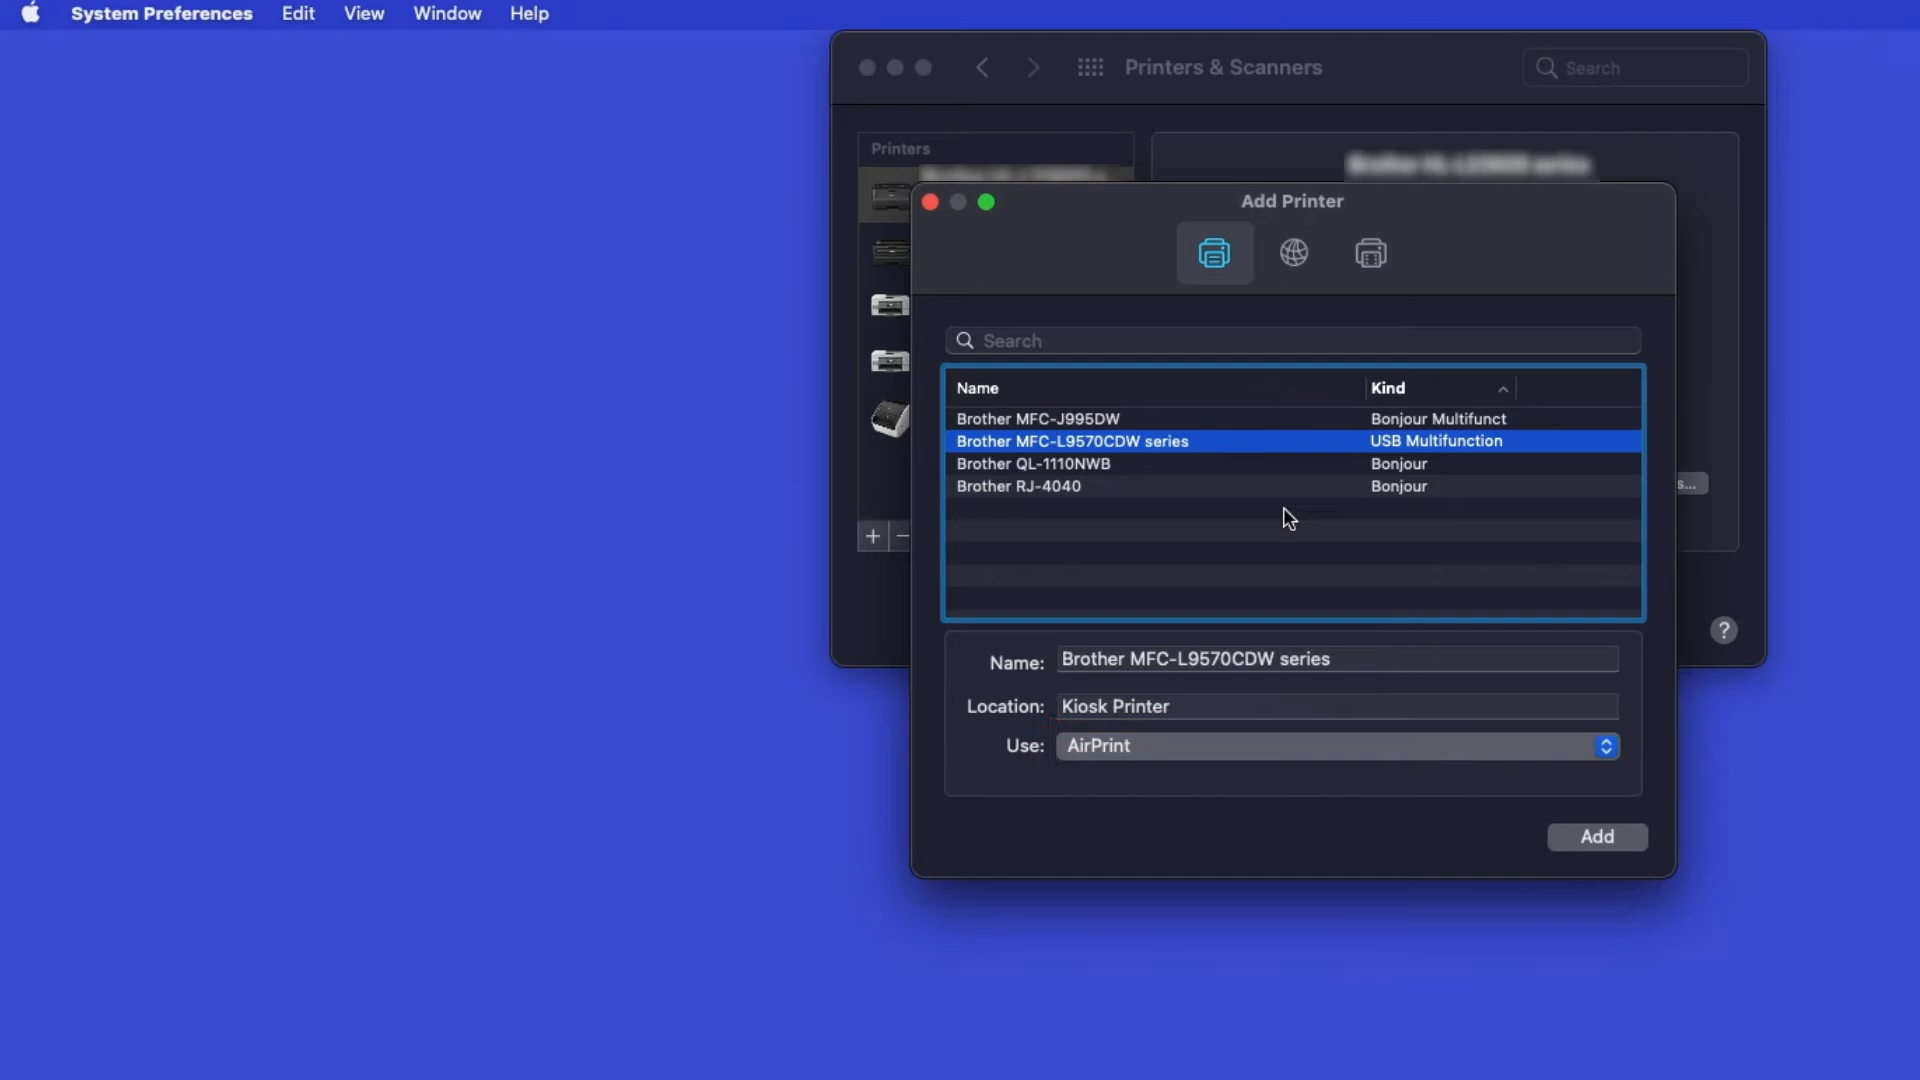 System Preferences Edit View Window Help
Printers & Scanners
Search
Printers
Add Printer
Search
Name Kind
Brother MFC-J995DW Bonjour Multifunct
Brother MFC-L9570CDW series USB Multifunction
Brother QL-1110NWB Bonjour
Brother RJ-4040 Bonjour
s...
+ −
?
Name: Brother MFC-L9570CDW series
Location: Kiosk Printer
Use: AirPrint
Add